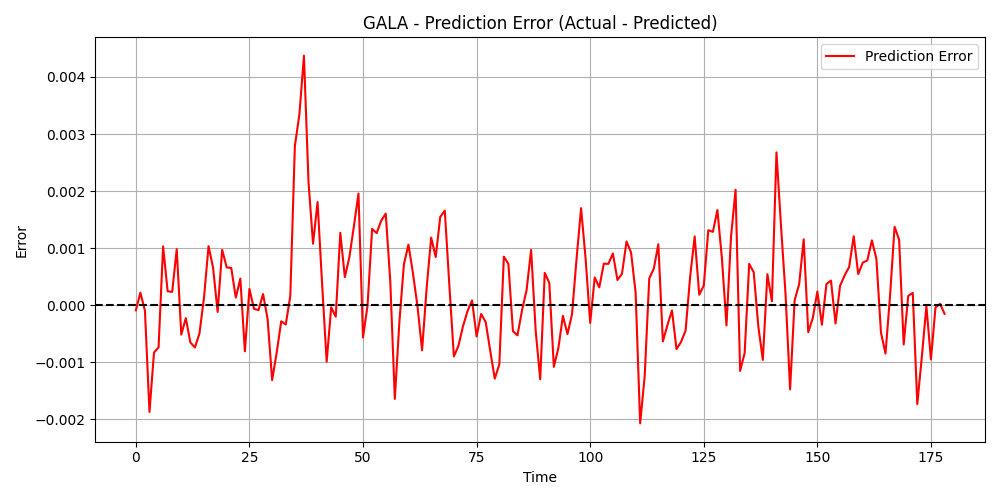 GALA - Prediction Error (Actual - Predicted)
Prediction Error
Error
0.004
0.003
0.002
0.001
0.000
−0.001
−0.002
0 25 50 75 100 125 150 175
Time